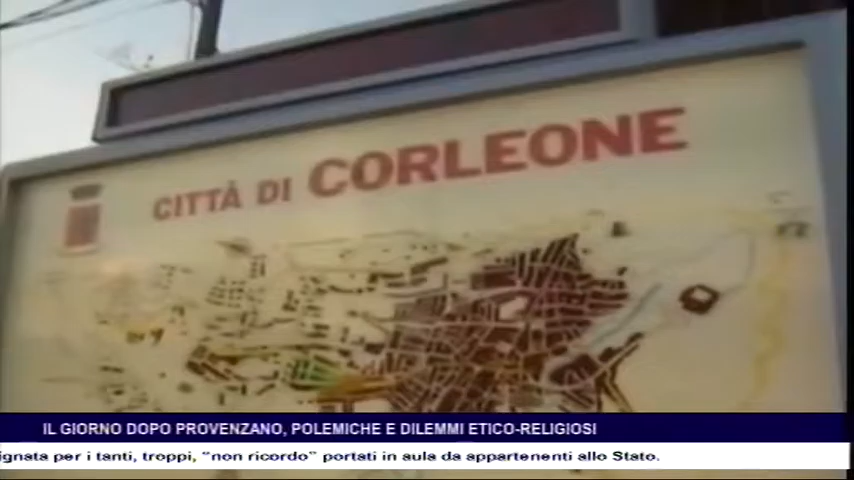 CITTÀ DI CORLEONE
IL GIORNO DOPO PROVENZANO, POLEMICHE E DILEMMI ETICO-RELIGIOSI
ignata per i tanti, troppi, "non ricordo" portati in aula da appartenenti allo Stato.